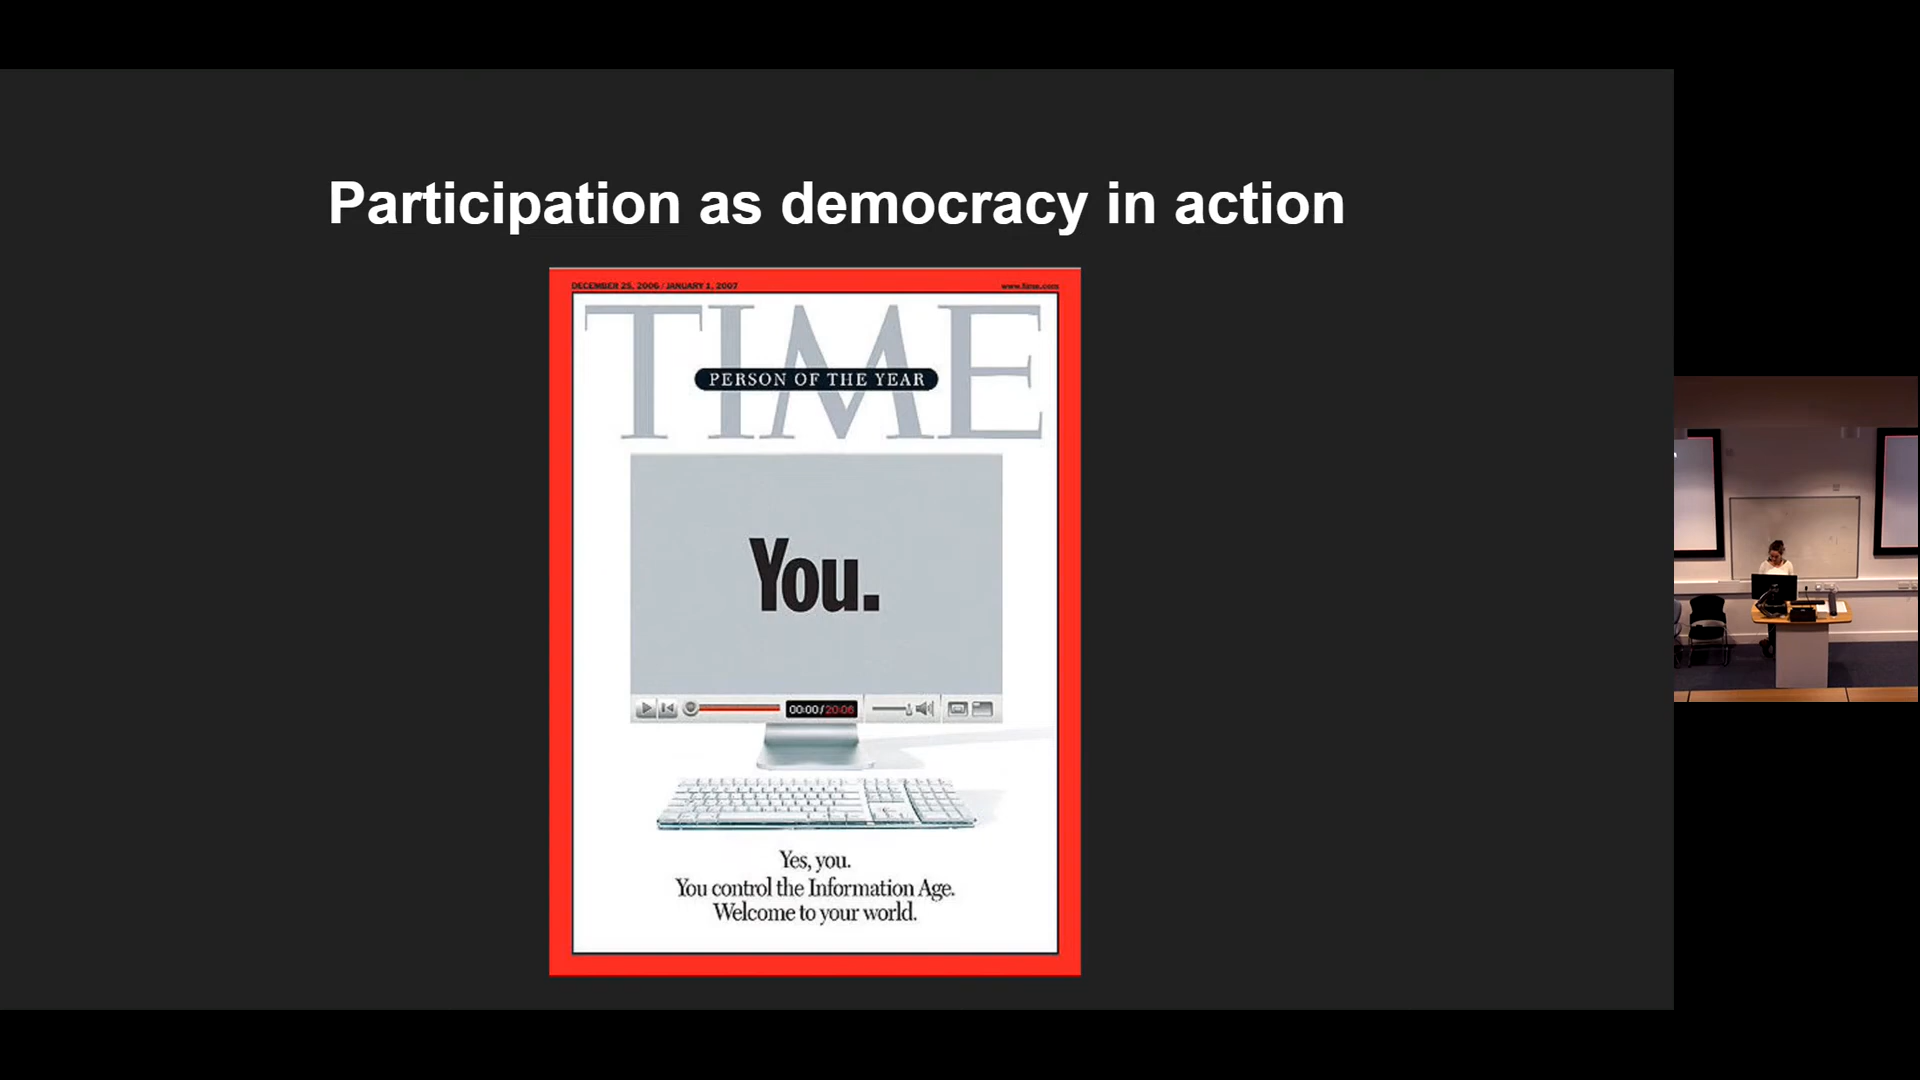 Participation as democracy in action
DECEMBER 25, 2006 / JANUARY 1, 2007
www.time.com
TIME
PERSON OF THE YEAR
You.
00:00 / 20:06
Yes, you.
You control the Information Age.
Welcome to your world.